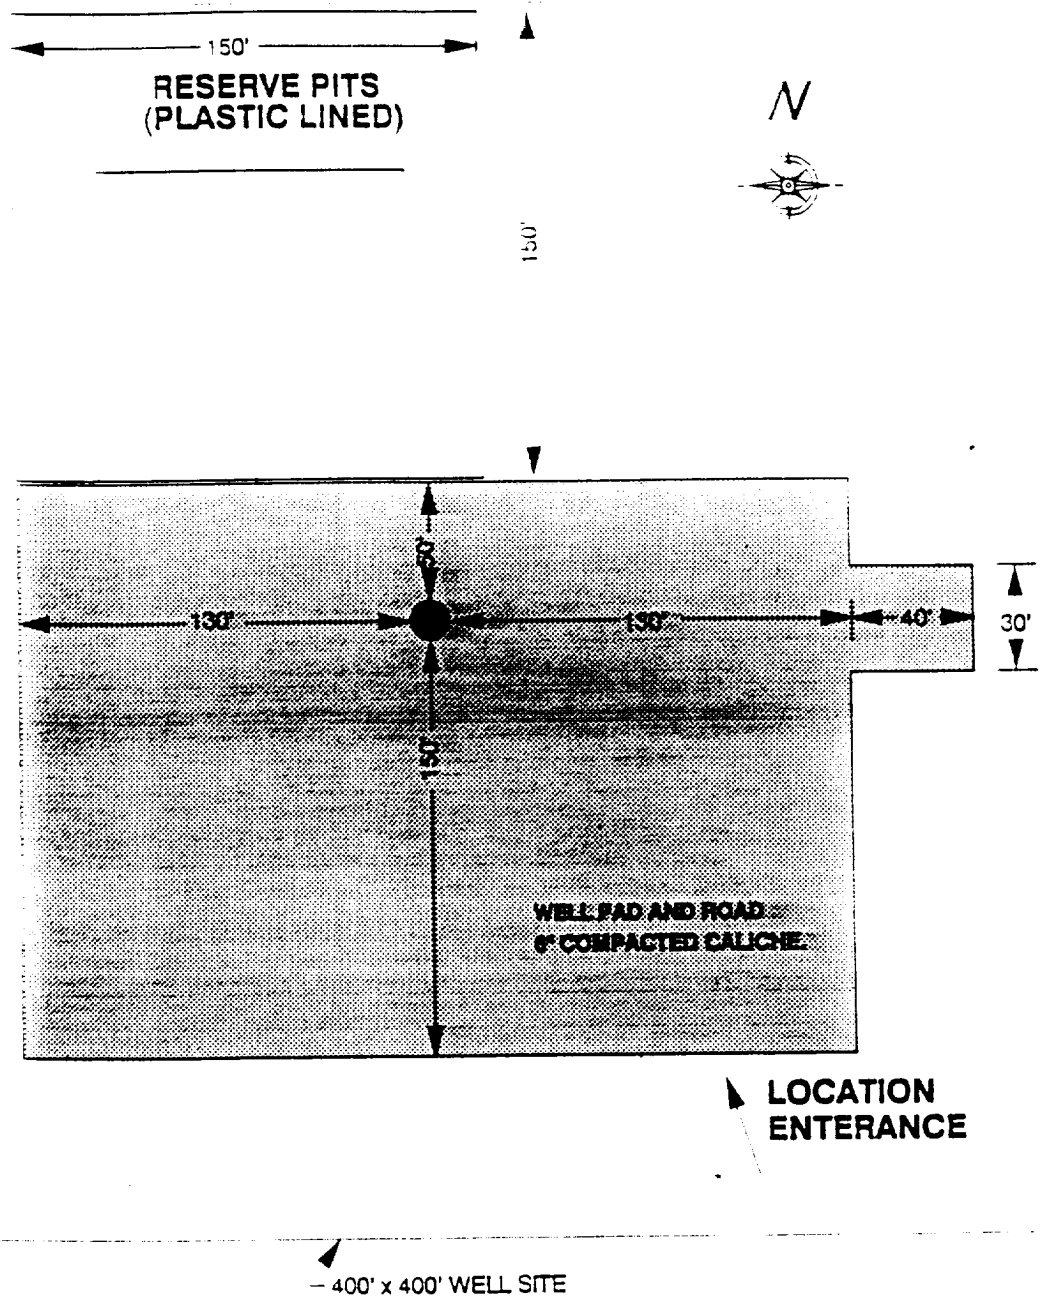 150'
RESERVE PITS
(PLASTIC LINED)
N
150'
50'
130'
130'
40'
30'
150'
WELL PAD AND ROAD
6" COMPACTED CALICHE.
LOCATION
ENTERANCE
– 400' x 400' WELL SITE